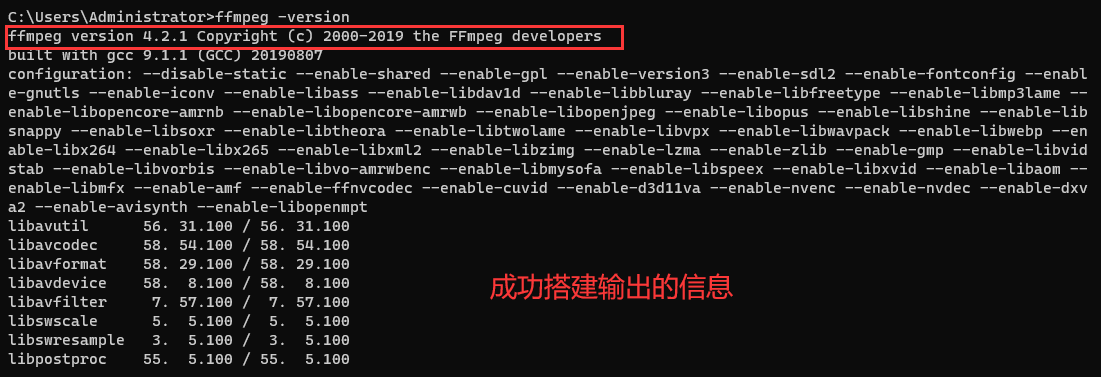 C:\Users\Administrator>ffmpeg -version
ffmpeg version 4.2.1 Copyright (c) 2000-2019 the FFmpeg developers
built with gcc 9.1.1 (GCC) 20190807
configuration: --disable-static --enable-shared --enable-gpl --enable-version3 --enable-sdl2 --enable-fontconfig --enabl
e-gnutls --enable-iconv --enable-libass --enable-libdav1d --enable-libbluray --enable-libfreetype --enable-libmp3lame --
enable-libopencore-amrnb --enable-libopencore-amrwb --enable-libopenjpeg --enable-libopus --enable-libshine --enable-lib
snappy --enable-libsoxr --enable-libtheora --enable-libtwolame --enable-libvpx --enable-libwavpack --enable-libwebp --en
able-libx264 --enable-libx265 --enable-libxml2 --enable-libzimg --enable-lzma --enable-zlib --enable-gmp --enable-libvid
stab --enable-libvorbis --enable-libvo-amrwbenc --enable-libmysofa --enable-libspeex --enable-libxvid --enable-libaom --
enable-libmfx --enable-amf --enable-ffnvcodec --enable-cuvid --enable-d3d11va --enable-nvenc --enable-nvdec --enable-dxv
a2 --enable-avisynth --enable-libopenmpt
libavutil      56. 31.100 / 56. 31.100
libavcodec     58. 54.100 / 58. 54.100
libavformat    58. 29.100 / 58. 29.100
libavdevice    58.  8.100 / 58.  8.100
libavfilter     7. 57.100 /  7. 57.100
libswscale      5.  5.100 /  5.  5.100
libswresample   3.  5.100 /  3.  5.100
libpostproc    55.  5.100 / 55.  5.100
成功搭建输出的信息